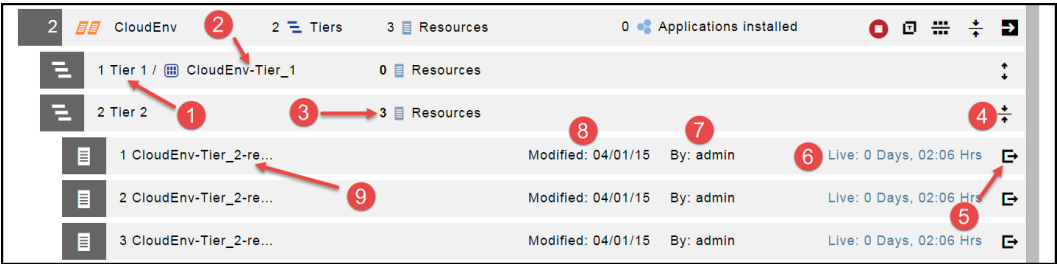 2 CloudEnv 2 Tiers 3 Resources 0 Applications installed
2
1 Tier 1 / CloudEnv-Tier_1 0 Resources
1
2 Tier 2 3 3 Resources 4
8 7
1 CloudEnv-Tier_2-re... Modified: 04/01/15 By: admin 6 Live: 0 Days, 02:06 Hrs
9
2 CloudEnv-Tier_2-re... Modified: 04/01/15 By: admin Live: 0 Days, 02:06 Hrs
5
3 CloudEnv-Tier_2-re... Modified: 04/01/15 By: admin Live: 0 Days, 02:06 Hrs